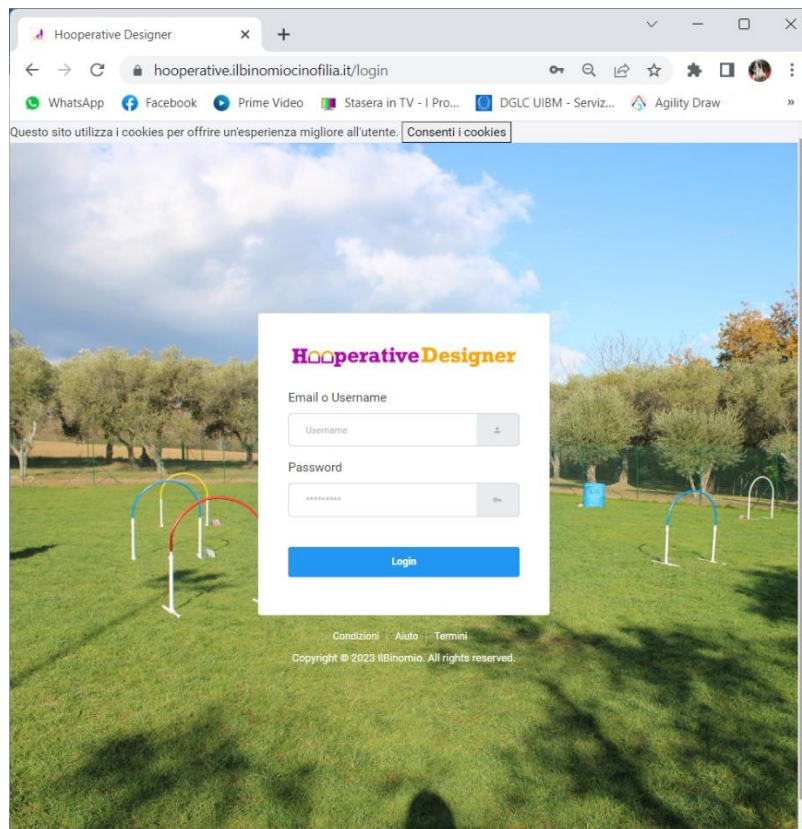 Hooperative Designer
hooperative.ilbinomiocinofilia.it/login
WhatsApp Facebook Prime Video Stasera in TV - I Pro... DGLC UIBM - Serviz... Agility Draw »
Questo sito utilizza i cookies per offrire un'esperienza migliore all'utente. Consenti i cookies
Hooperative Designer
Email o Username
Username
Password
*********
Login
Condizioni | Aiuto | Termini
Copyright © 2023 IlBinomio. All rights reserved.